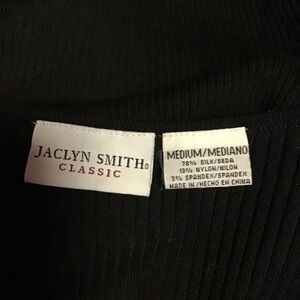 JACLYN SMITH®
CLASSIC
MEDIUM/MEDIANO
78% SILK/SEDA
19% NYLON/NILON
3% SPANDEX/SPANDEX
MADE IN/HECHO EN CHINA